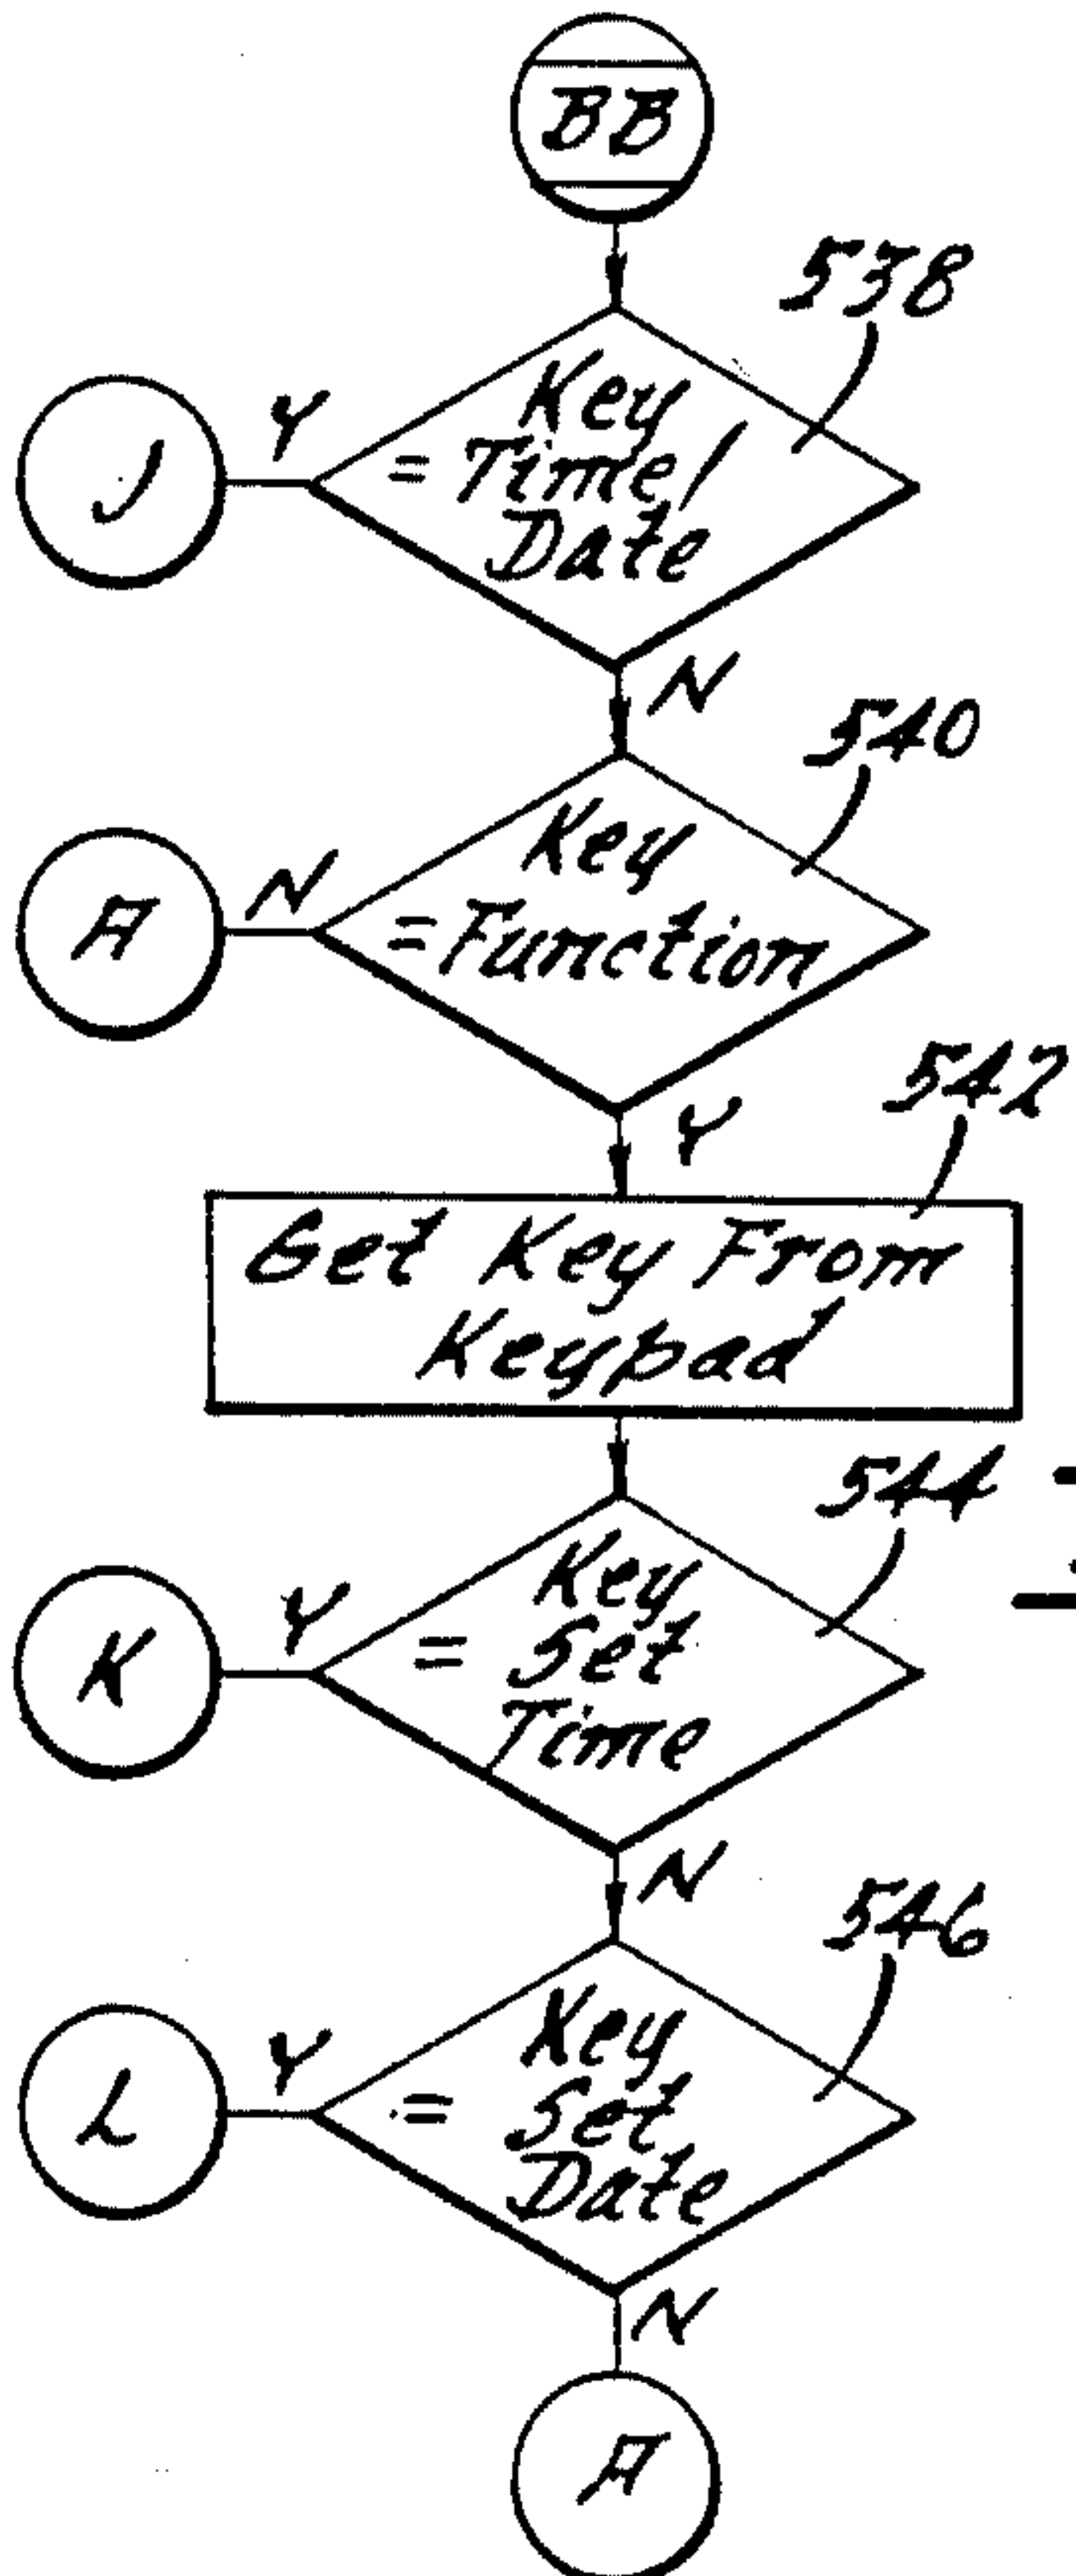 BB
538
Key
= Time/
Date
Y
J
N
540
Key
= Function
N
A
Y
542
Get Key From
Keypad
544
Key
= Set
Time
Y
K
N
546
Key
= Set
Date
Y
L
N
A